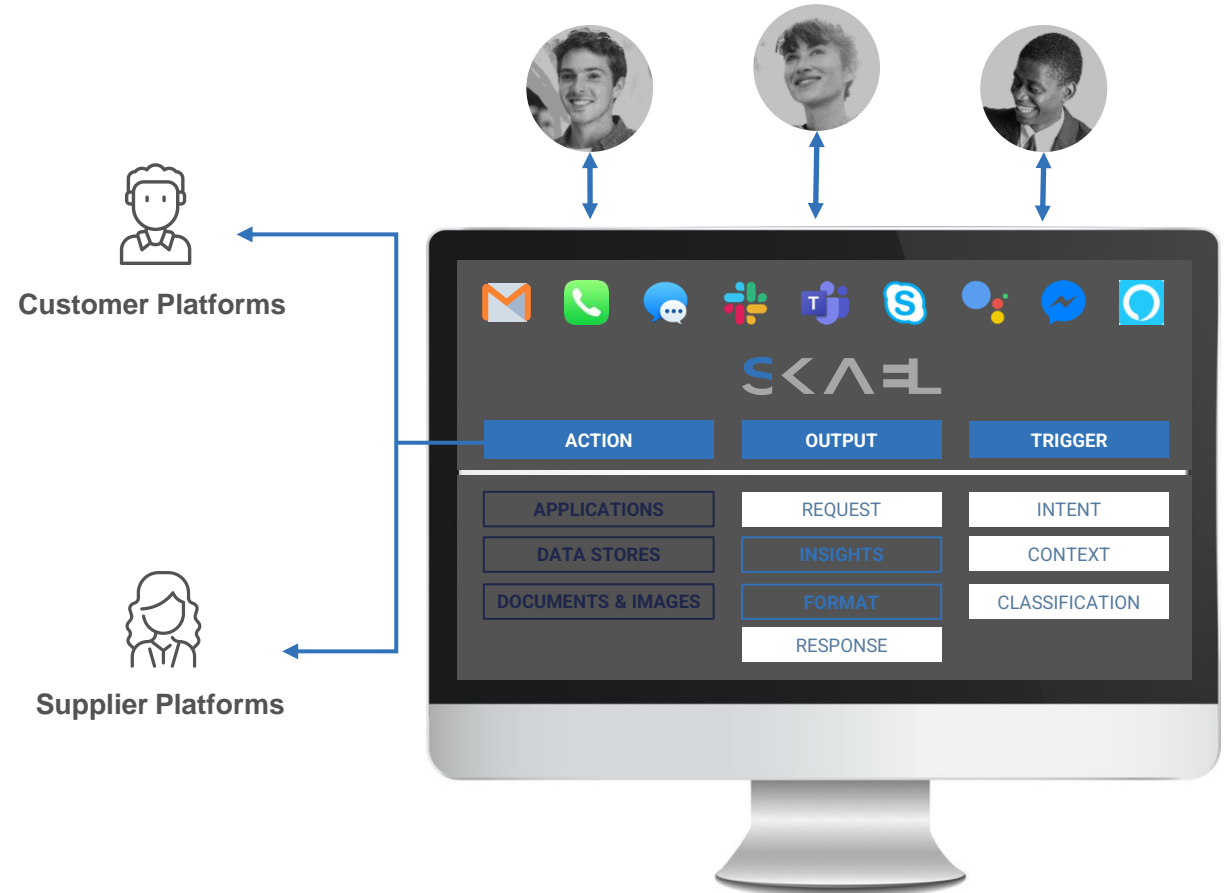 Customer Platforms
T
S
SKAEL
ACTION
OUTPUT
TRIGGER
APPLICATIONS
REQUEST
INTENT
DATA STORES
INSIGHTS
CONTEXT
DOCUMENTS & IMAGES
FORMAT
CLASSIFICATION
RESPONSE
Supplier Platforms